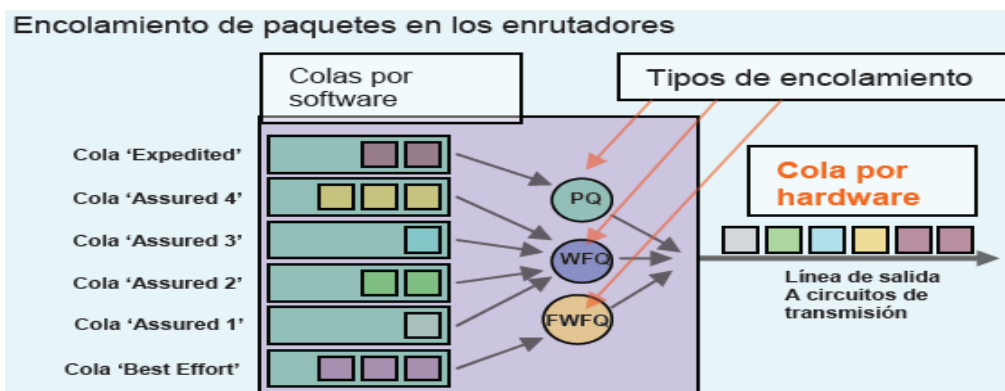 Encolamiento de paquetes en los enrutadores
Colas por
software
Tipos de encolamiento
Cola 'Expedited'
Cola 'Assured 4'
Cola 'Assured 3'
Cola 'Assured 2'
Cola 'Assured 1'
Cola 'Best Effort'
PQ
WFQ
FWFQ
Cola por
hardware
Línea de salida
A circuitos de
transmisión